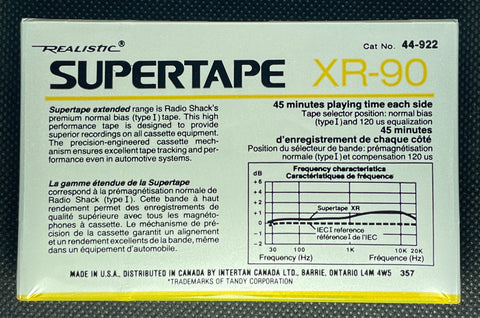 REALISTIC®
Cat No. 44-922
SUPERTAPE XR-90
Supertape extended range is Radio Shack's
premium normal bias (type I) tape. This high
performance tape is designed to provide
superior recordings on all cassette equipment.
The precision-engineered cassette mech-
anism ensures excellent tape tracking and per-
formance even in automotive systems.
La gamme étendue de la Supertape
correspond à la prémagnétisation normale de
Radio Shack (type I). Cette bande à haut
rendement permet des enregistrements de
qualité supérieure avec tous les magnéto-
phones à cassette. Le méchanisme de pré-
cision de la cassette garantit un alignement
et un rendement excellents de la bande, même
dans un équipement d'automobile.
45 minutes playing time each side
Tape selector position: normal bias
(type I) and 120 us equalization
45 minutes
d'enregistrement de chaque côté
Position du sélecteur de bande: prémagnétisation
normale (type I) et compensation 120 us
Frequency characteristics
Caractéristiques de fréquence
dB
+6
+4
+2
0
−2
Supertape XR
IEC I reference
référence I de l'IEC
30 100 1K 10K 20K
Frequency (Hz) Fréquence (Hz)
MADE IN U.S.A., DISTRIBUTED IN CANADA BY INTERTAN CANADA LTD., BARRIE, ONTARIO L4M 4W5 357
*TRADEMARKS OF TANDY CORPORATION